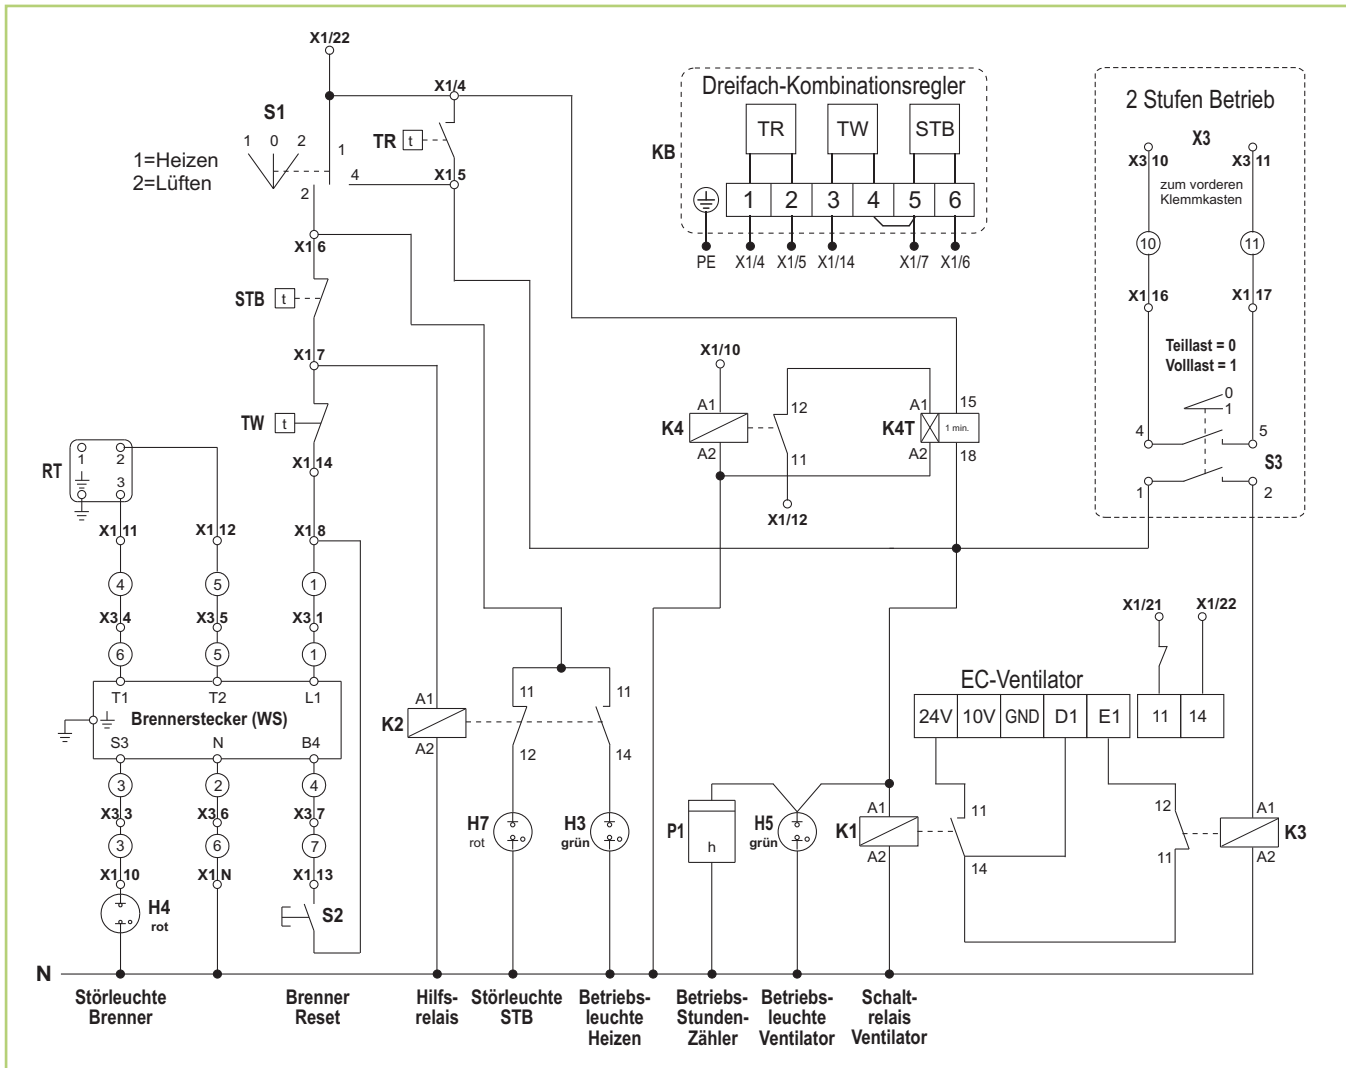 X1/22
X1/4
S1
1 0 2
1
TR
t
1=Heizen
2=Lüften
4
2
X1 5
X1 6
STB
t
X1 7
TW
t
X1 14
RT
1
2
3
X1 11
X1 12
X1 8
4
5
1
X3 4
X3 5
X3 1
6
5
1
T1
T2
L1
Brennerstecker (WS)
S3
N
B4
3
2
4
X3 3
X3 6
X3 7
3
6
7
X1 10
X1 N
X1 13
H4
rot
S2
Dreifach-Kombinationsregler
KB
TR
TW
STB
1 2 3 4 5 6
PE
X1/4
X1/5
X1/14
X1/7
X1/6
2 Stufen Betrieb
X3
X3 10
X3 11
zum vorderen
Klemmkasten
10
11
X1 16
X1 17
Teillast = 0
Volllast = 1
0
1
4
5
S3
1
2
X1/10
A1
K4
A2
12
11
X1/12
A1
K4T
A2
15
1 min.
18
A1
K2
A2
11
12
11
14
H7
rot
H3
grün
P1
h
H5
grün
A1
K1
A2
11
14
X1/21
X1/22
EC-Ventilator
24V 10V GND D1 E1
11 14
12
11
A1
K3
A2
N
Störleuchte
Brenner
Brenner
Reset
Hilfs-
relais
Störleuchte
STB
Betriebs-
leuchte
Heizen
Betriebs-
Stunden-
Zähler
Betriebs-
leuchte
Ventilator
Schalt-
relais
Ventilator